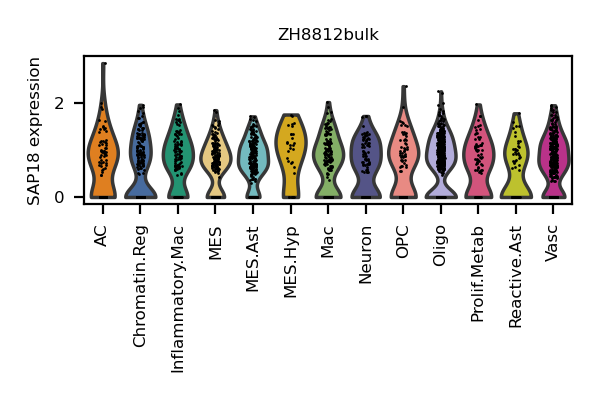 ZH8812bulk
SAP18 expression
2
0
AC
Chromatin.Reg
Inflammatory.Mac
MES
MES.Ast
MES.Hyp
Mac
Neuron
OPC
Oligo
Prolif.Metab
Reactive.Ast
Vasc